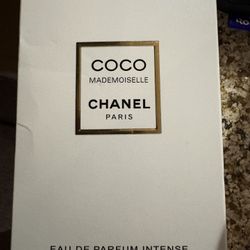 COCO
MADEMOISELLE
CHANEL
PARIS
EAU DE PARFUM INTENSE